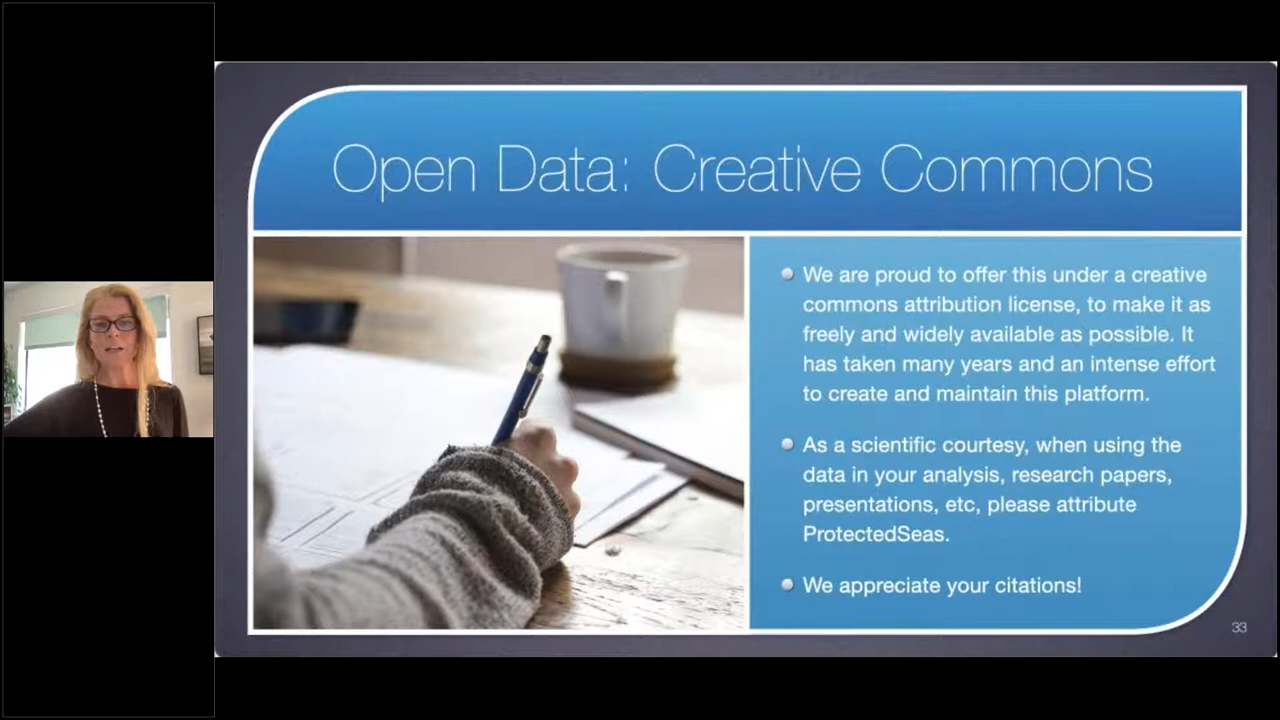 Open Data: Creative Commons
We are proud to offer this under a creative
commons attribution license, to make it as
freely and widely available as possible. It
has taken many years and an intense effort
to create and maintain this platform.
As a scientific courtesy, when using the
data in your analysis, research papers,
presentations, etc, please attribute
ProtectedSeas.
We appreciate your citations!
33